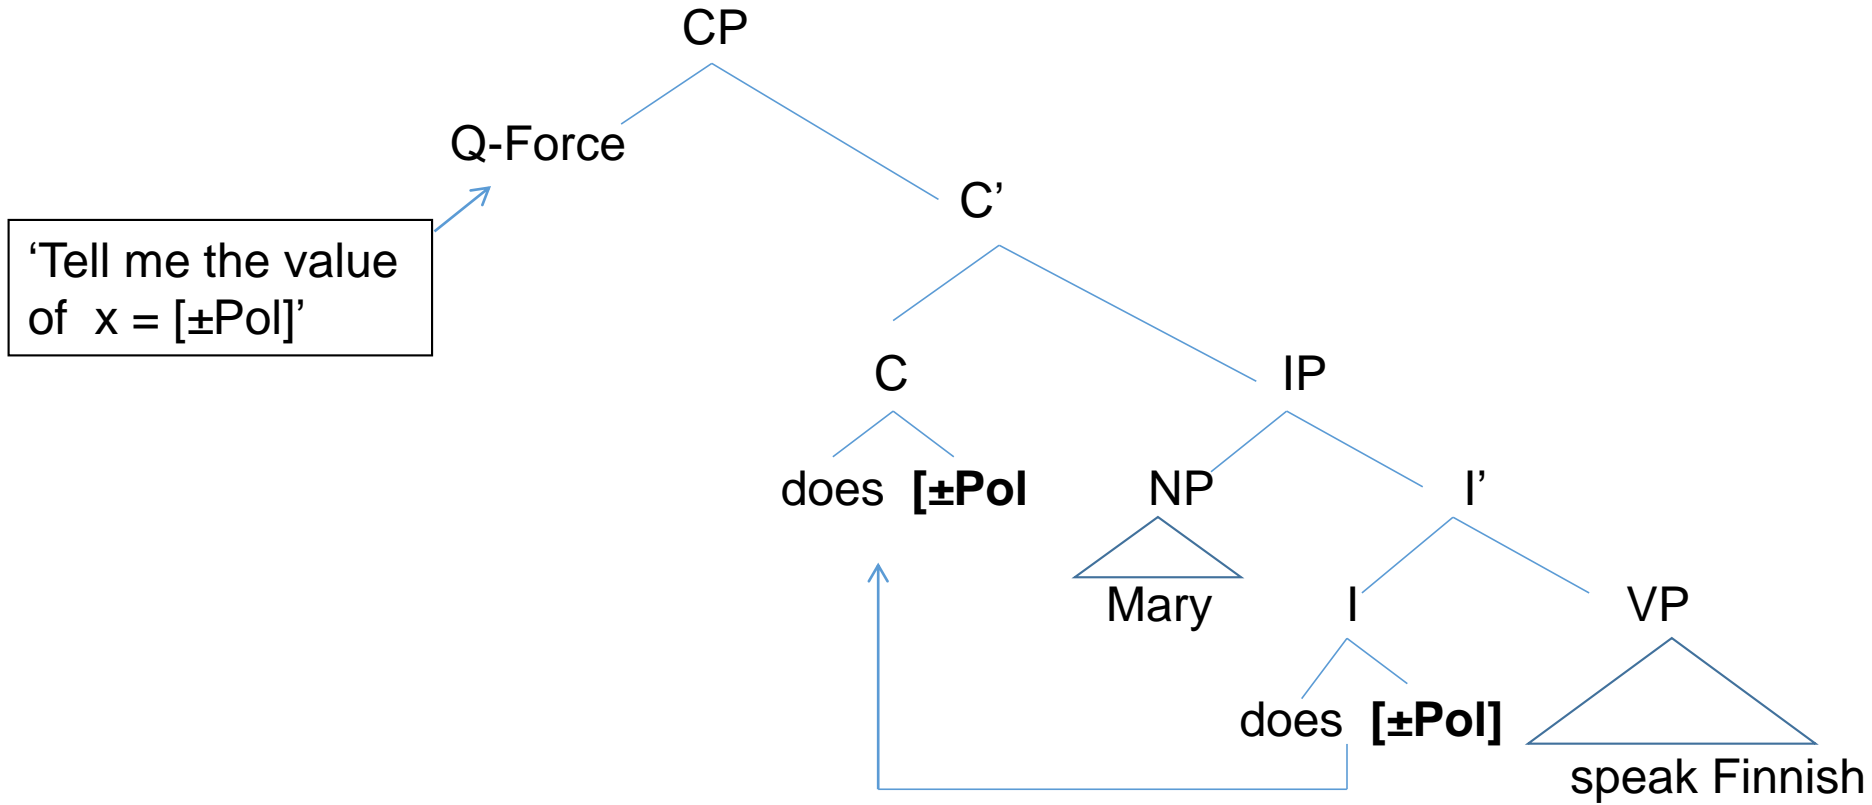 CP
Q-Force
C’
‘Tell me the value
of x = [±Pol]’
C
IP
does [±Pol
NP
I’
Mary
I
VP
does [±Pol]
speak Finnish